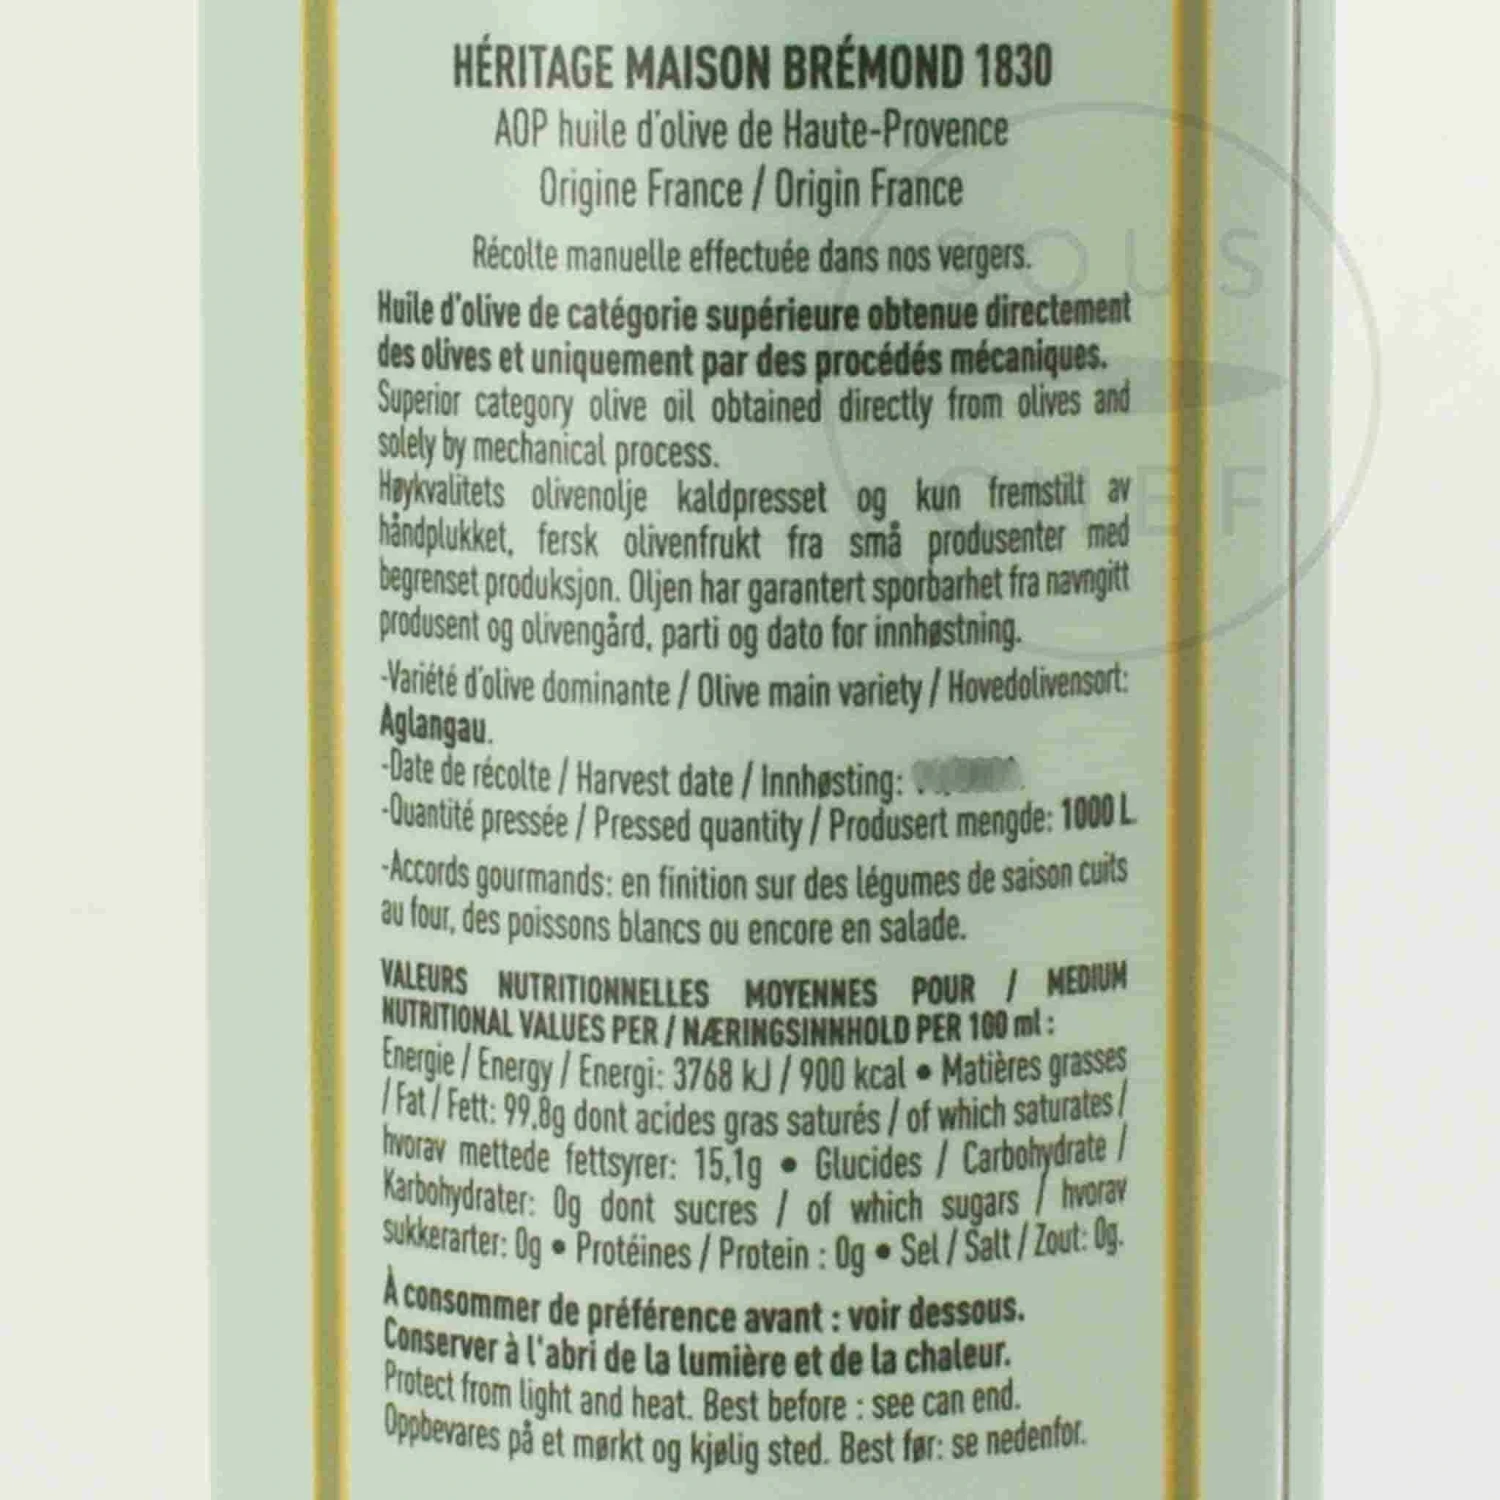 HÉRITAGE MAISON BRÉMOND 1830
AOP huile d'olive de Haute-Provence
Origine France / Origin France
Récolte manuelle effectuée dans nos vergers.
Huile d'olive de catégorie supérieure obtenue directement
des olives et uniquement par des procédés mécaniques.
Superior category olive oil obtained directly from olives and
solely by mechanical process.
Høykvalitets olivenolje kaldpresset og kun fremstilt av
håndplukket, fersk olivenfrukt fra små produsenter med
begrenset produksjon. Oljen har garantert sporbarhet fra navngitt
produsent og olivengård, parti og dato for innhøstning.
-Variété d'olive dominante / Olive main variety / Hovedolivensort:
Aglangau.
-Date de récolte / Harvest date / Innhøsting:
-Quantité pressée / Pressed quantity / Produsert mengde: 1000 L
-Accords gourmands: en finition sur des légumes de saison cuits
au four, des poissons blancs ou encore en salade.
VALEURS NUTRITIONNELLES MOYENNES POUR / MEDIUM
NUTRITIONAL VALUES PER / NÆRINGSINNHOLD PER 100 ml :
Energie / Energy / Energi: 3768 kJ / 900 kcal • Matières grasses
/ Fat / Fett: 99,8g dont acides gras saturés / of which saturates /
hvorav mettede fettsyrer: 15,1g • Glucides / Carbohydrate /
Karbohydrater: 0g dont sucres / of which sugars / hvorav
sukkerarter: 0g • Protéines / Protein : 0g • Sel / Salt / Zout: 0g.
À consommer de préférence avant : voir dessous.
Conserver à l'abri de la lumière et de la chaleur.
Protect from light and heat. Best before : see can end.
Oppbevares på et mørkt og kjølig sted. Best før: se nedenfor.
SOUS
CHEF